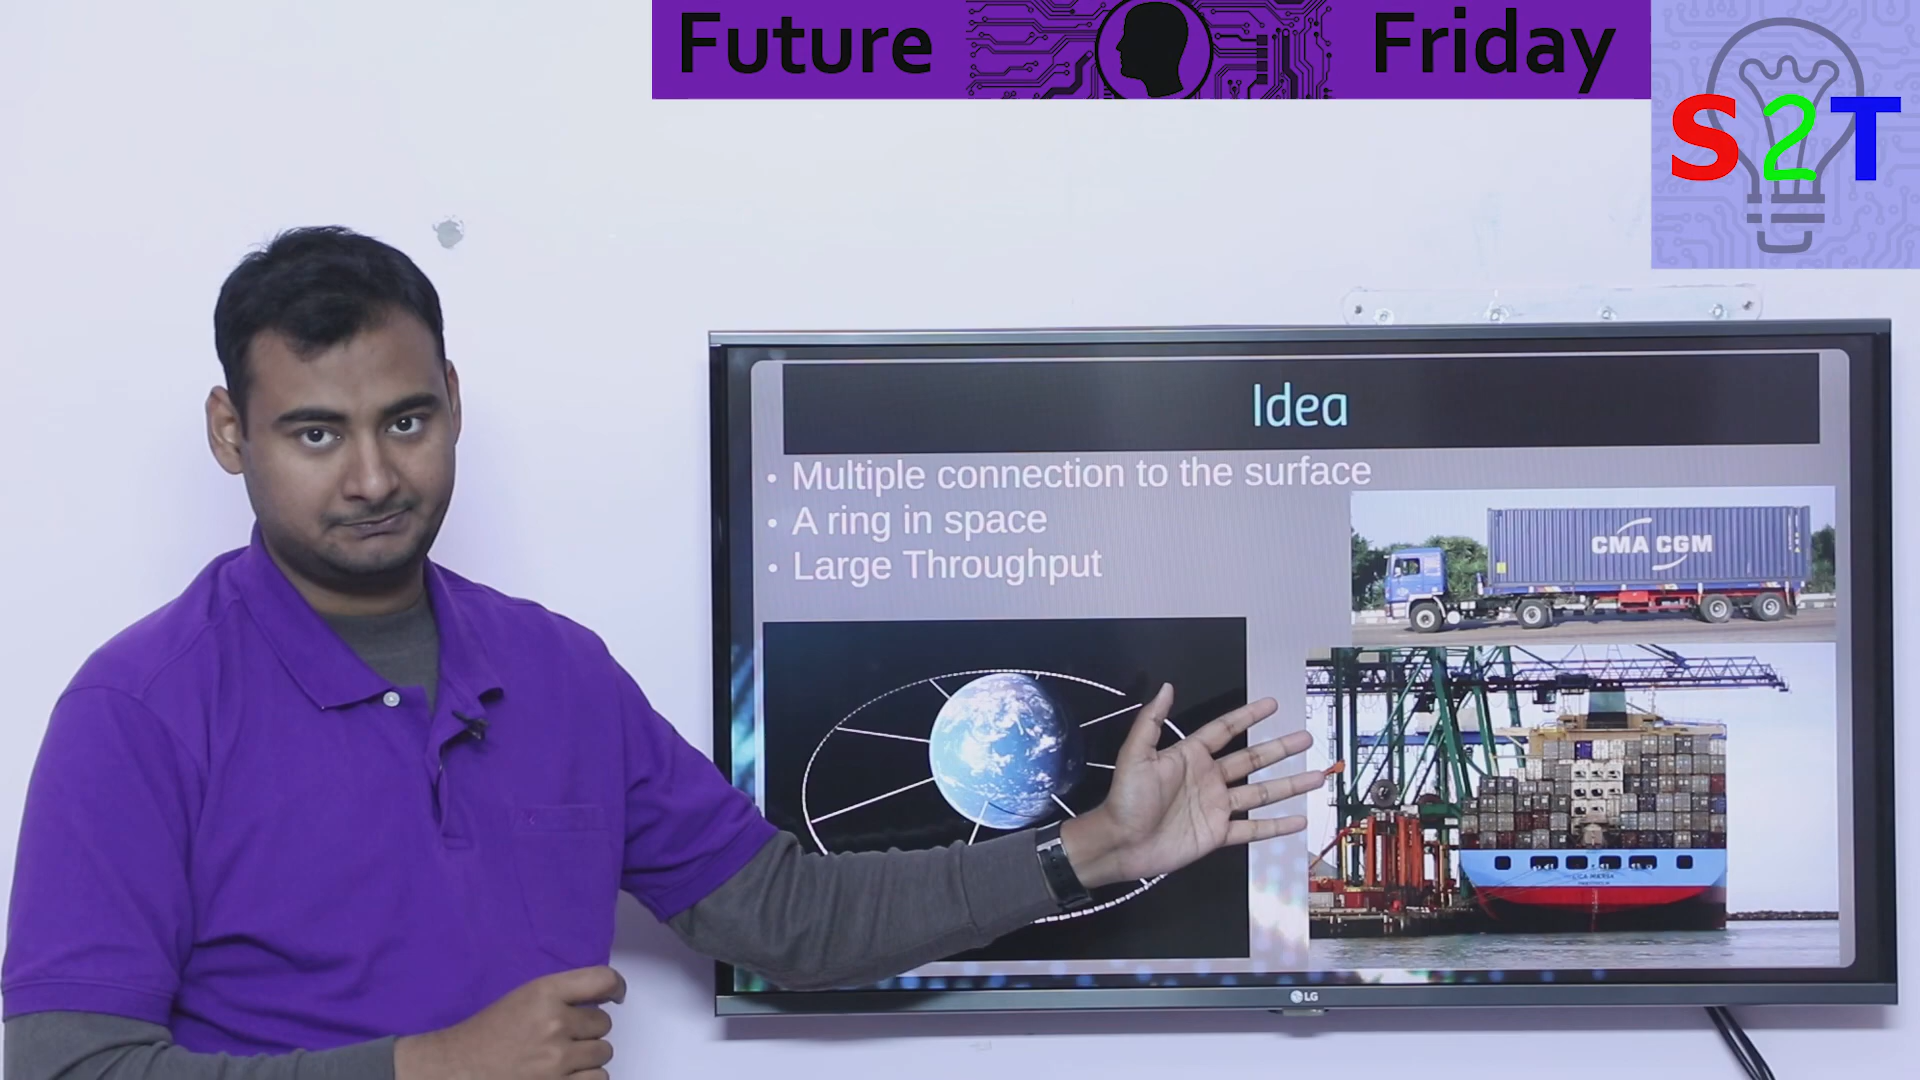 Future Friday
S2T
Idea
• Multiple connection to the surface
• A ring in space
• Large Throughput
CMA CGM
LG